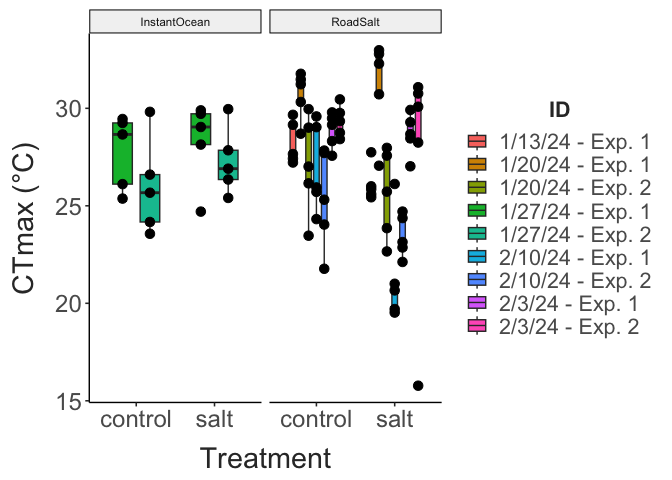 InstantOcean
RoadSalt
CTmax (°C)
30
25
20
15
control
salt
control
salt
Treatment
ID
1/13/24 - Exp. 1
1/20/24 - Exp. 1
1/20/24 - Exp. 2
1/27/24 - Exp. 1
1/27/24 - Exp. 2
2/10/24 - Exp. 1
2/10/24 - Exp. 2
2/3/24 - Exp. 1
2/3/24 - Exp. 2